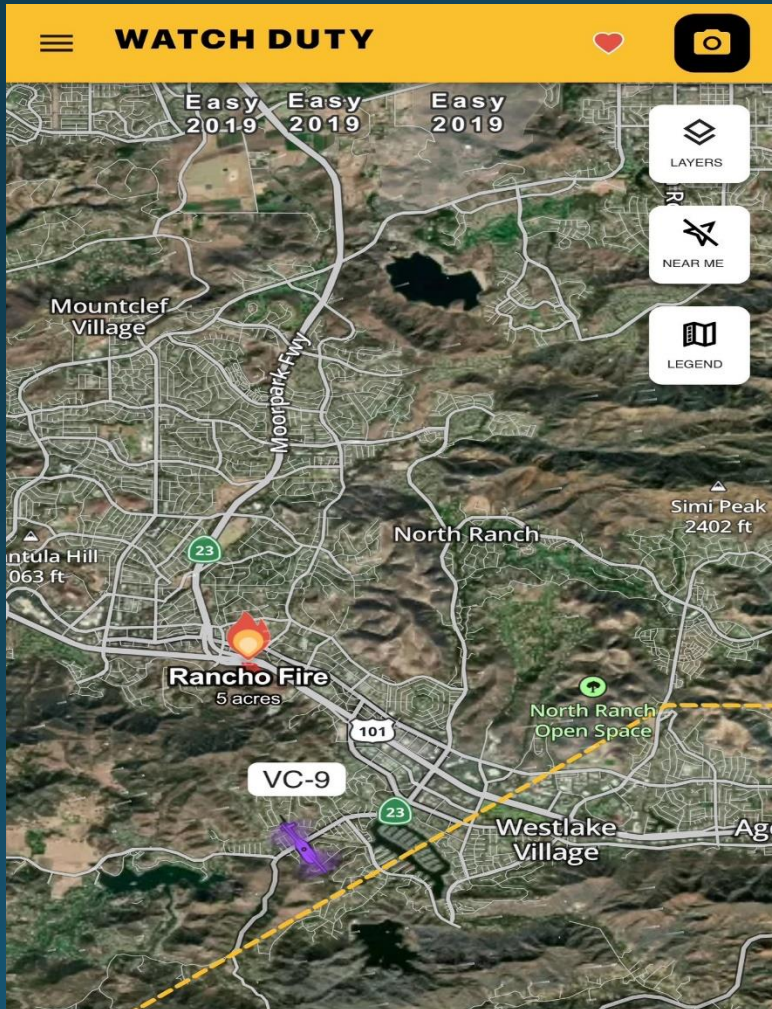 WATCH DUTY
Easy
2019
Easy
2019
Easy
2019
LAYERS
NEAR ME
LEGEND
Mountclef
Village
Moorpark Fwy
Simi Peak
2402 ft
North Ranch
ntula Hill
063 ft
23
Rancho Fire
5 acres
North Ranch
Open Space
101
VC-9
23
Westlake
Village
Ago